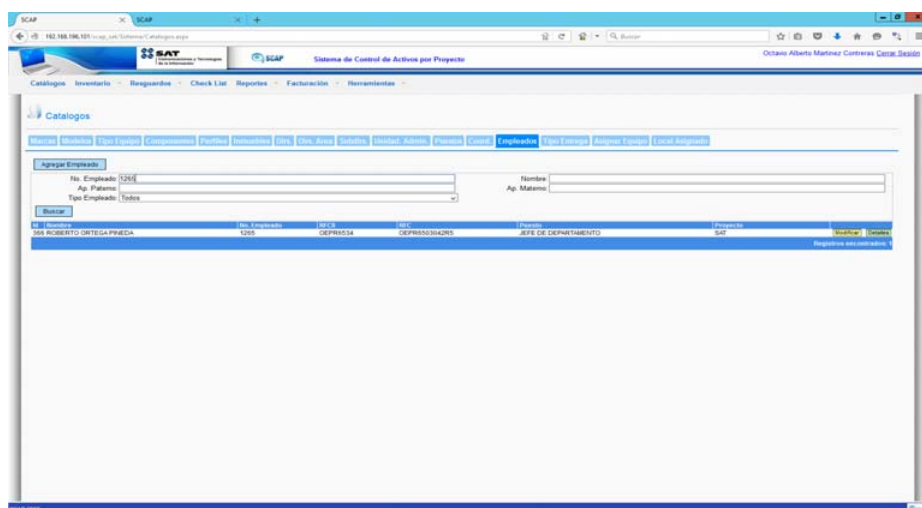 SCAP
SCAP
192.168.196.101/scap_sat/Sistema/Catalogos.aspx
Buscar
SAT
SCAP
Sistema de Control de Activos por Proyecto
Octavio Alberto Martinez Contreras Cerrar Sesión
Catálogos Inventario Resguardos Check List Reportes Facturación Herramientas
Catalogos
Marcas Modelos Tipo Equipo Componentes Perfiles Inmuebles Dirs. Dirs. Area Subdirs. Unidad. Admin. Puestos Coord. Empleados Tipo Entrega Asignar Equipo Local Asignado
Agregar Empleado
No. Empleado 1265 Nombre
Ap. Paterno Ap. Materno
Tipo Empleado Todos
Buscar
Id Nombre No. Empleado RFC Puesto Proyecto
366 ROBERTO ORTEGA PINEDA 1265 OEPR6503042R5 JEFE DE DEPARTAMENTO SAT Modificar Detalles
Registros encontrados: 1